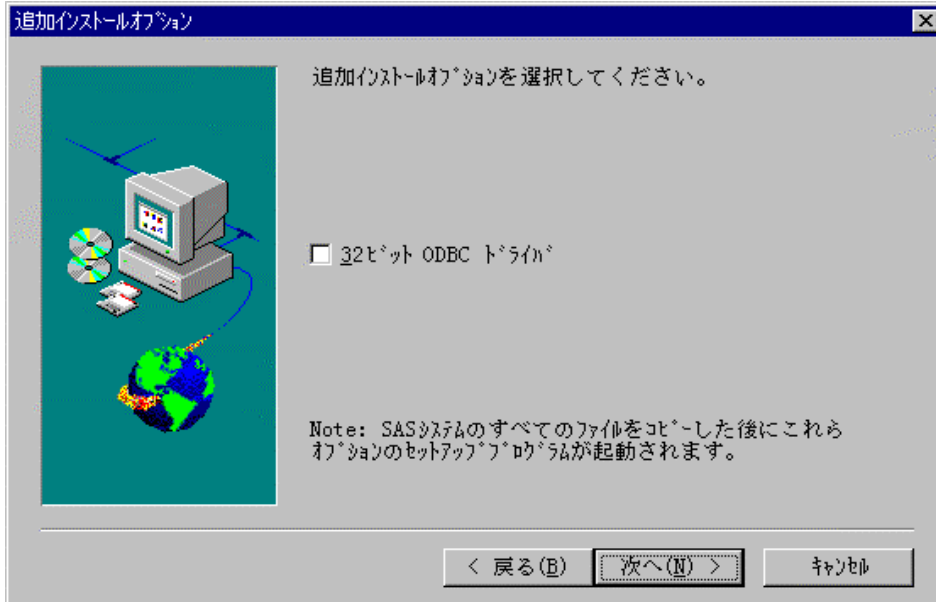 追加ｲﾝｽﾄｰﾙｵﾌﾟｼｮﾝ
追加ｲﾝｽﾄｰﾙｵﾌﾟｼｮﾝを選択してください。
32ﾋﾞｯﾄ ODBC ﾄﾞﾗｲﾊﾞ
Note: SASｼｽﾃﾑのすべてのﾌｧｲﾙをｺﾋﾟｰした後にこれら
ｵﾌﾟｼｮﾝのｾｯﾄｱｯﾌﾟﾌﾟﾛｸﾞﾗﾑが起動されます。
< 戻る(B)
次へ(N) >
ｷｬﾝｾﾙ